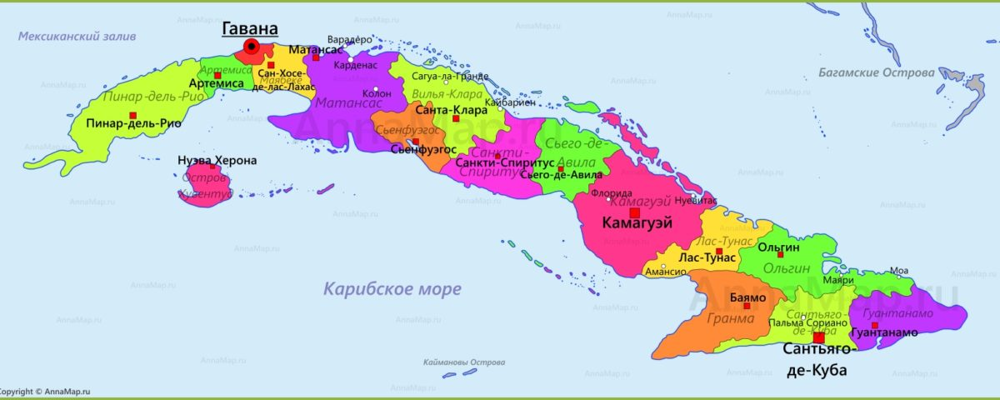 AnnaMap.ru
Гавана
Мексиканский залив
Варадеро
Матансас
Карденас
Артемиса
Артемиса
Сан-Хосе-
де-лас-Лахас
Маябеке
Сагуа-ла-Гранде
Багамские Острова
Пинар-дель-Рио
Колон
Вилья-Клара
Матансас
Кайбариен
Санта-Клара
Пинар-дель-Рио
Сьенфуэгос
Сьенфуэгос
Сьего-де-
Авила
Санкти-
Спиритус
Санкти-Спиритус
Сьего-де-Авила
Нуэва Херона
Остров
Хувентуд
Флорида
Камагуэй
Нуевитас
Камагуэй
Лас-Тунас
Лас-Тунас
Ольгин
Ольгин
Амансио
Моа
Маяри
Карибское море
Баямо
Гранма
Сантьяго-
де-Куба
Пальма Сориано
Гуантанамо
Гуантанамо
Сантьяго-
де-Куба
Каймановы Острова
Copyright © AnnaMap.ru